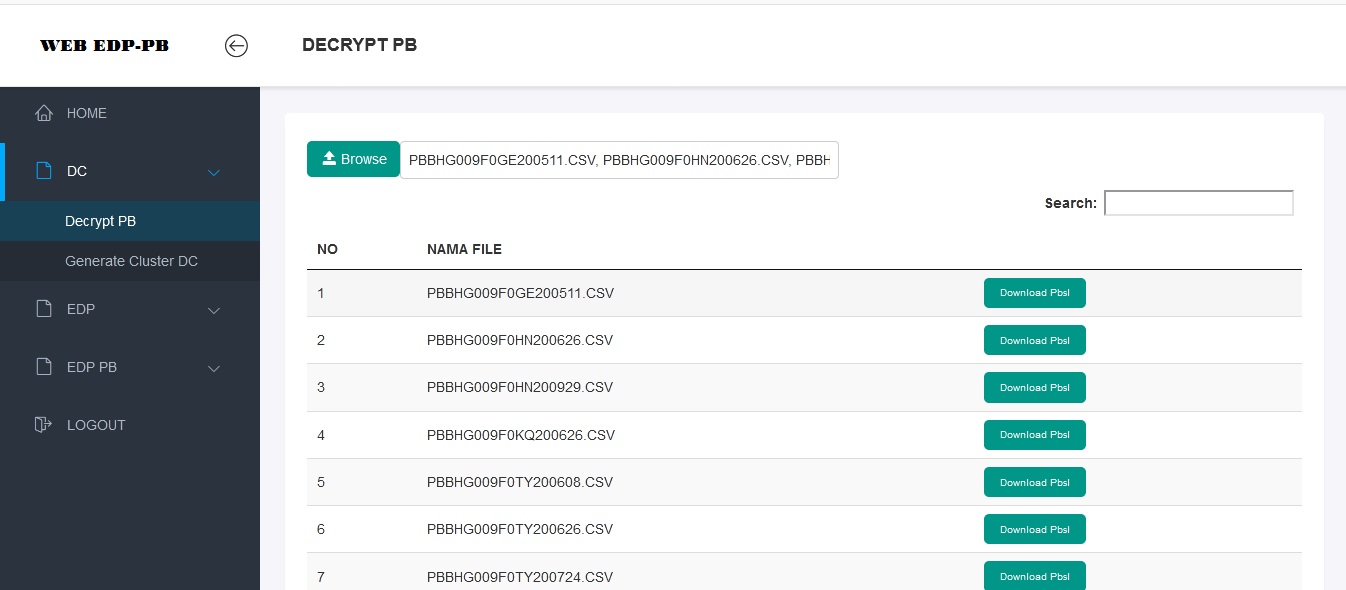 WEB EDP-PB
DECRYPT PB
HOME
DC
Decrypt PB
Generate Cluster DC
EDP
EDP PB
LOGOUT
Browse PBBHG009F0GE200511.CSV, PBBHG009F0HN200626.CSV, PBBH
Search:
NO NAMA FILE
1 PBBHG009F0GE200511.CSV Download Pbsl
2 PBBHG009F0HN200626.CSV Download Pbsl
3 PBBHG009F0HN200929.CSV Download Pbsl
4 PBBHG009F0KQ200626.CSV Download Pbsl
5 PBBHG009F0TY200608.CSV Download Pbsl
6 PBBHG009F0TY200626.CSV Download Pbsl
7 PBBHG009F0TY200724.CSV Download Pbsl